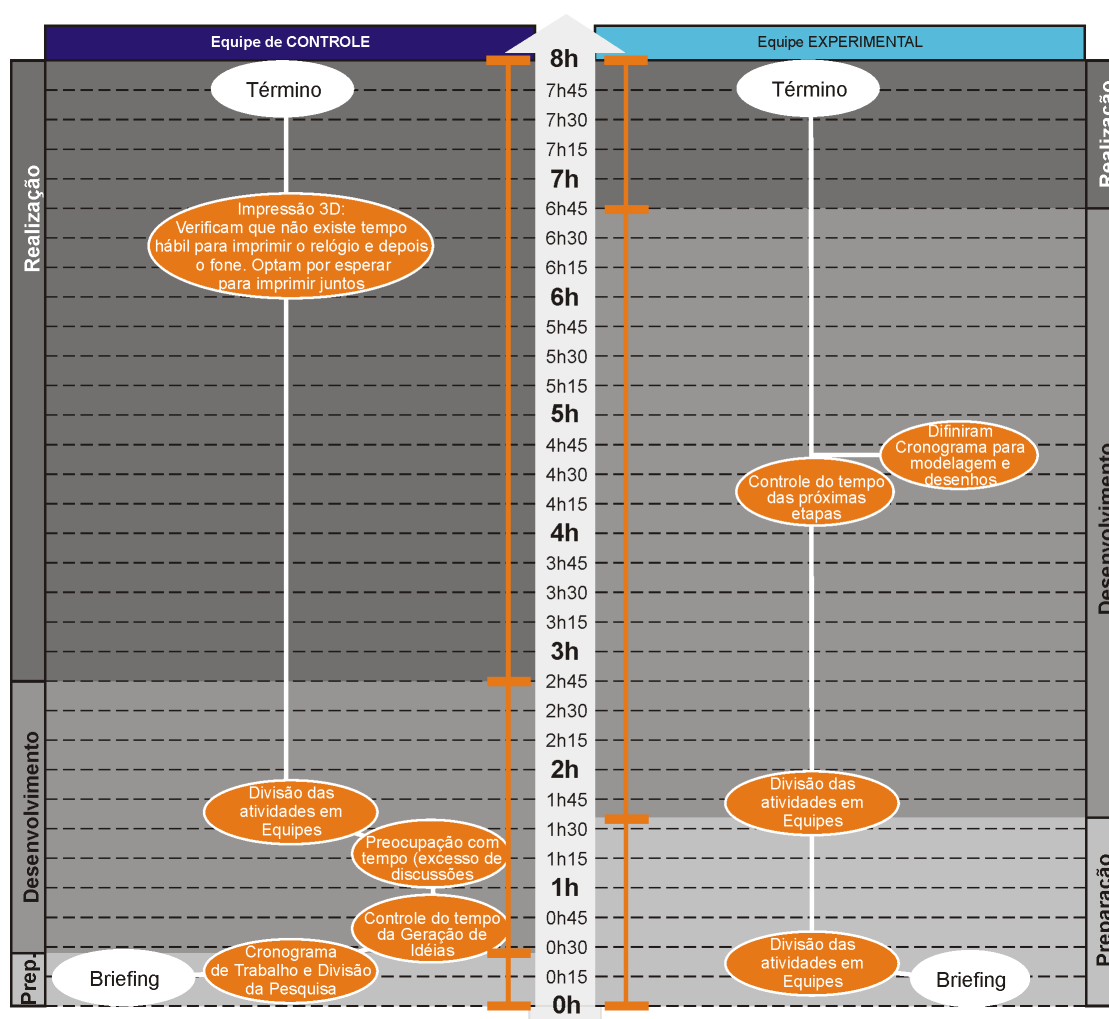 Equipe de CONTROLE
Equipe EXPERIMENTAL
Realização
Desenvolvimento
Prep.
Término
Impressão 3D:
Verificam que não existe tempo
hábil para imprimir o relógio e depois
o fone. Optam por esperar
para imprimir juntos
Divisão das
atividades em
Equipes
Preocupação com
tempo (excesso de
discussões
Controle do tempo
da Geração de
Idéias
Cronograma
de Trabalho e Divisão
da Pesquisa
Briefing
8h
7h45
7h30
7h15
7h
6h45
6h30
6h15
6h
5h45
5h30
5h15
5h
4h45
4h30
4h15
4h
3h45
3h30
3h15
3h
2h45
2h30
2h15
2h
1h45
1h30
1h15
1h
0h45
0h30
0h15
0h
Término
Difiniram
Cronograma para
modelagem e
desenhos
Controle do tempo
das próximas
etapas
Divisão das
atividades em
Equipes
Divisão das
atividades em
Equipes
Briefing
Realização
Desenvolvimento
Preparação